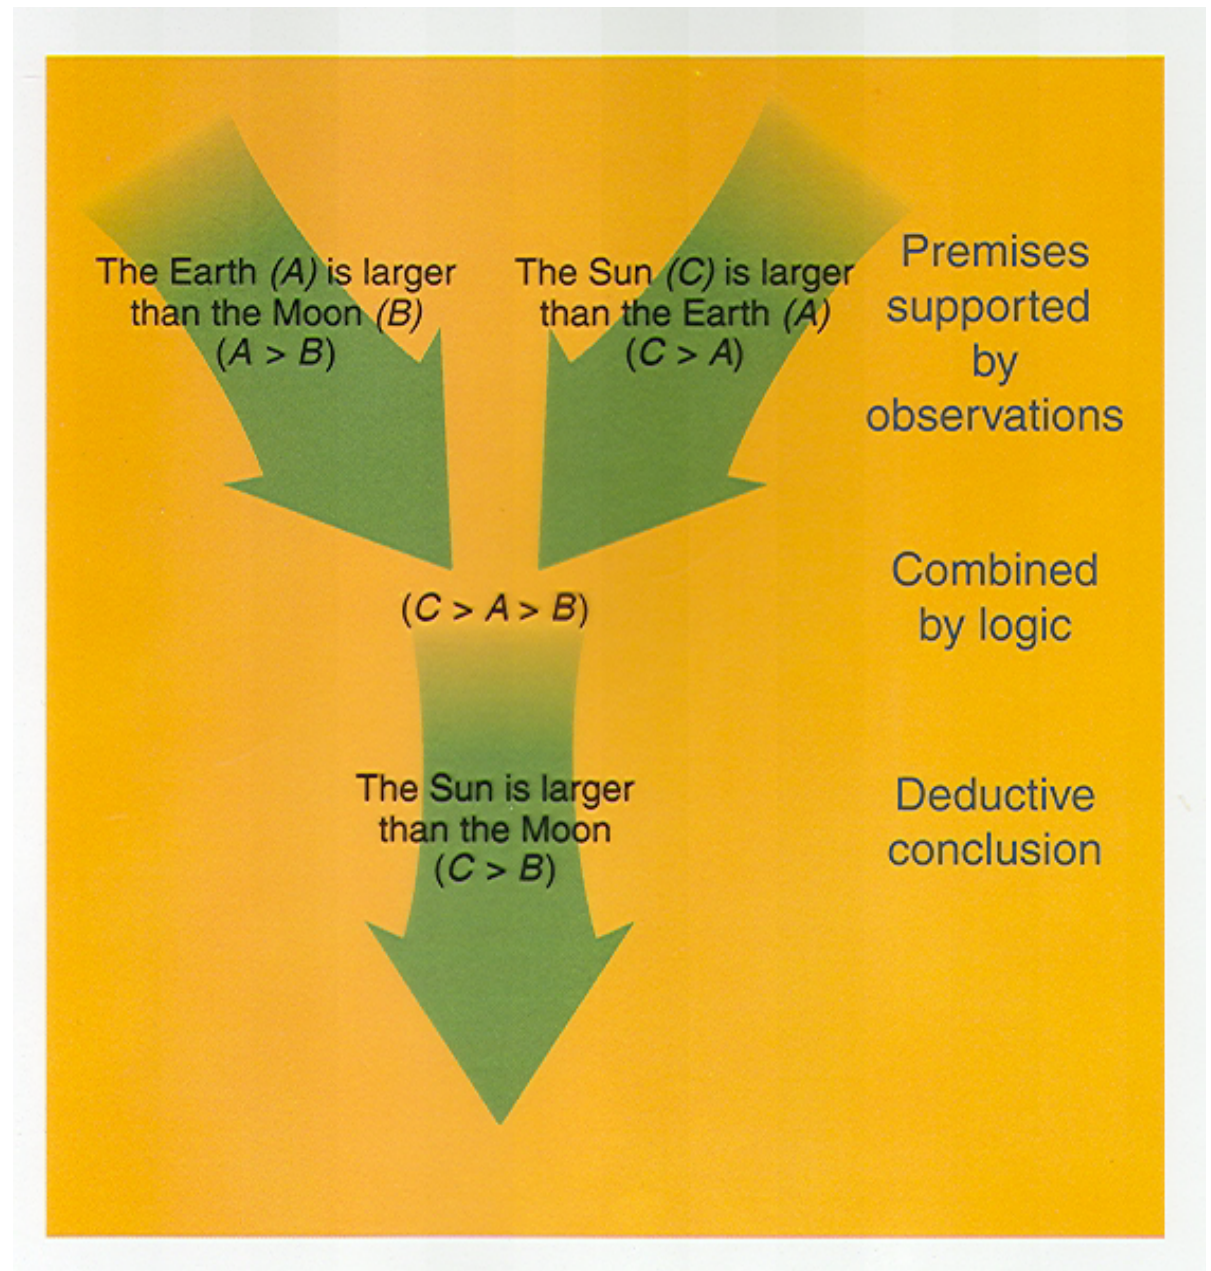 The Earth (A) is larger
than the Moon (B)
(A > B)
The Sun (C) is larger
than the Earth (A)
(C > A)
Premises
supported
by
observations
(C > A > B)
Combined
by logic
The Sun is larger
than the Moon
(C > B)
Deductive
conclusion